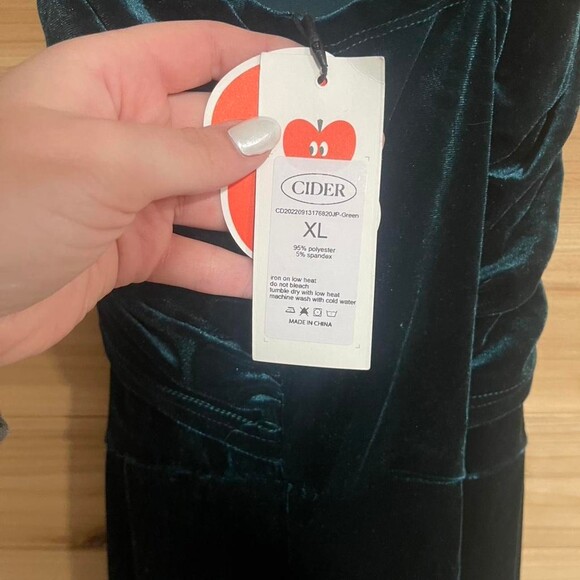 CIDER
CD20220913176820JP-Green
XL
95% polyester
5% spandax
iron on low heat
do not bleach
tumble dry with low heat
machine wash with cold water
MADE IN CHINA